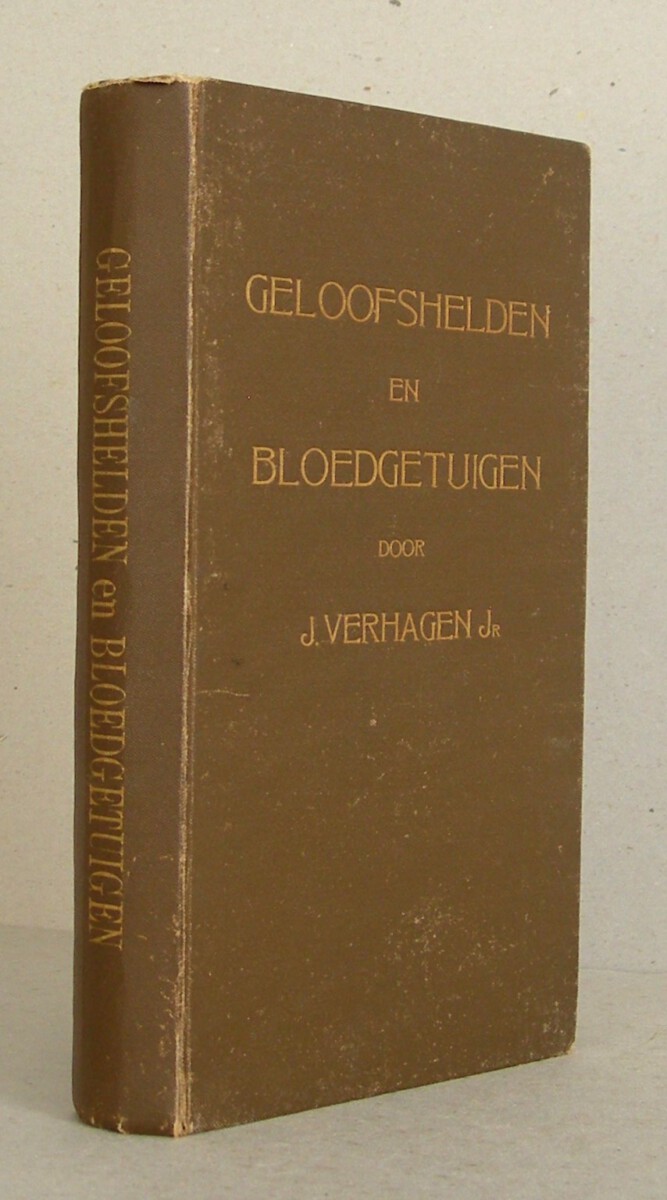 GELOOFSHELDEN en BLOEDGETUIGEN
GELOOFSHELDEN
EN
BLOEDGETUIGEN
DOOR
J. VERHAGEN JR